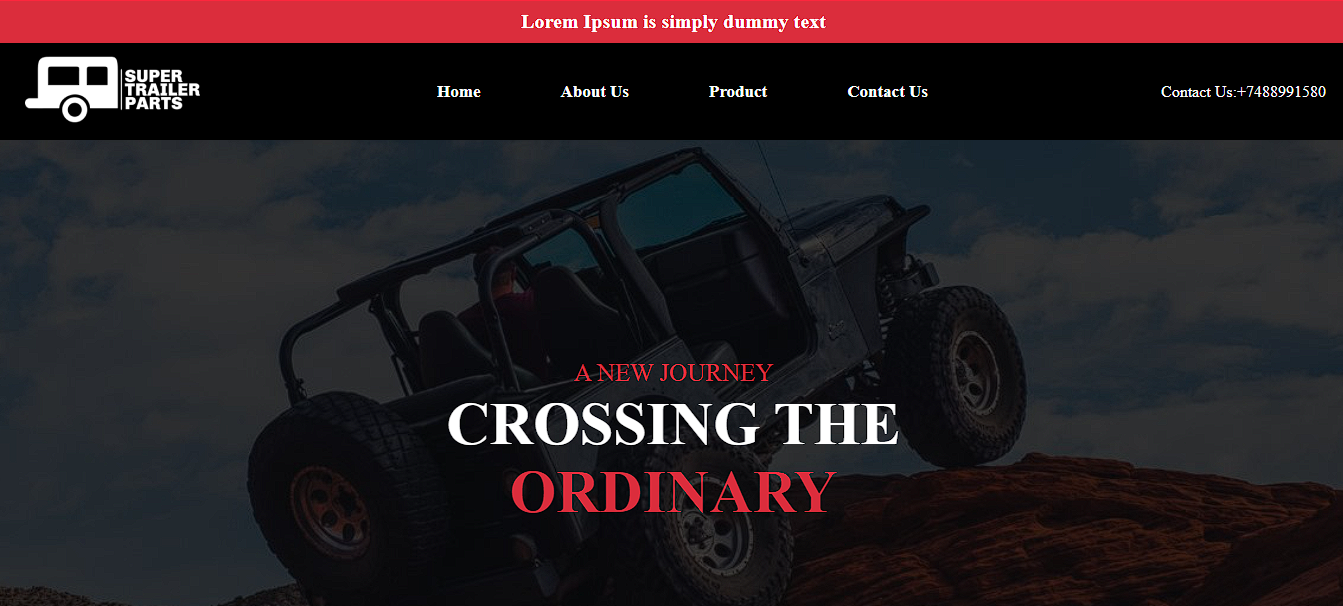 Lorem Ipsum is simply dummy text
SUPER
TRAILER
PARTS
Home About Us Product Contact Us Contact Us:+7488991580
A NEW JOURNEY
CROSSING THE
ORDINARY